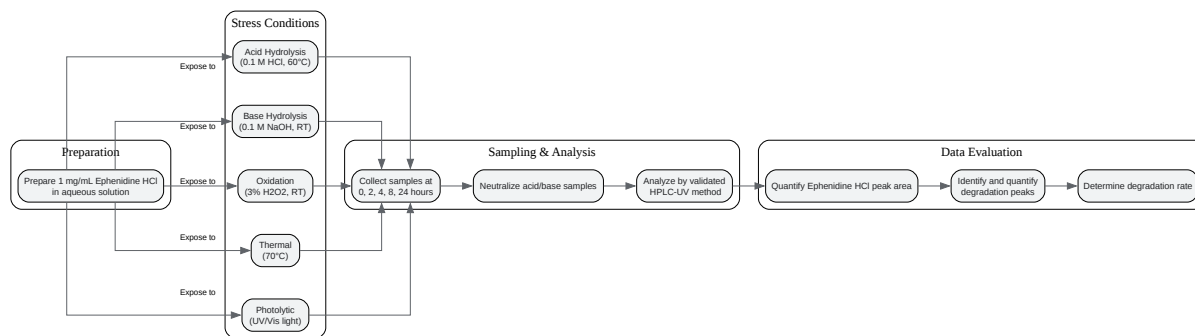 Stress Conditions
Acid Hydrolysis
(0.1 M HCl, 60°C)
Expose to
Base Hydrolysis
(0.1 M NaOH, RT)
Expose to
Preparation
Prepare 1 mg/mL Ephenidine HCl
in aqueous solution
Expose to
Oxidation
(3% H2O2, RT)
Expose to
Thermal
(70°C)
Expose to
Photolytic
(UV/Vis light)
Sampling & Analysis
Collect samples at
0, 2, 4, 8, 24 hours
Neutralize acid/base samples
Analyze by validated
HPLC-UV method
Data Evaluation
Quantify Ephenidine HCl peak area
Identify and quantify
degradation peaks
Determine degradation rate